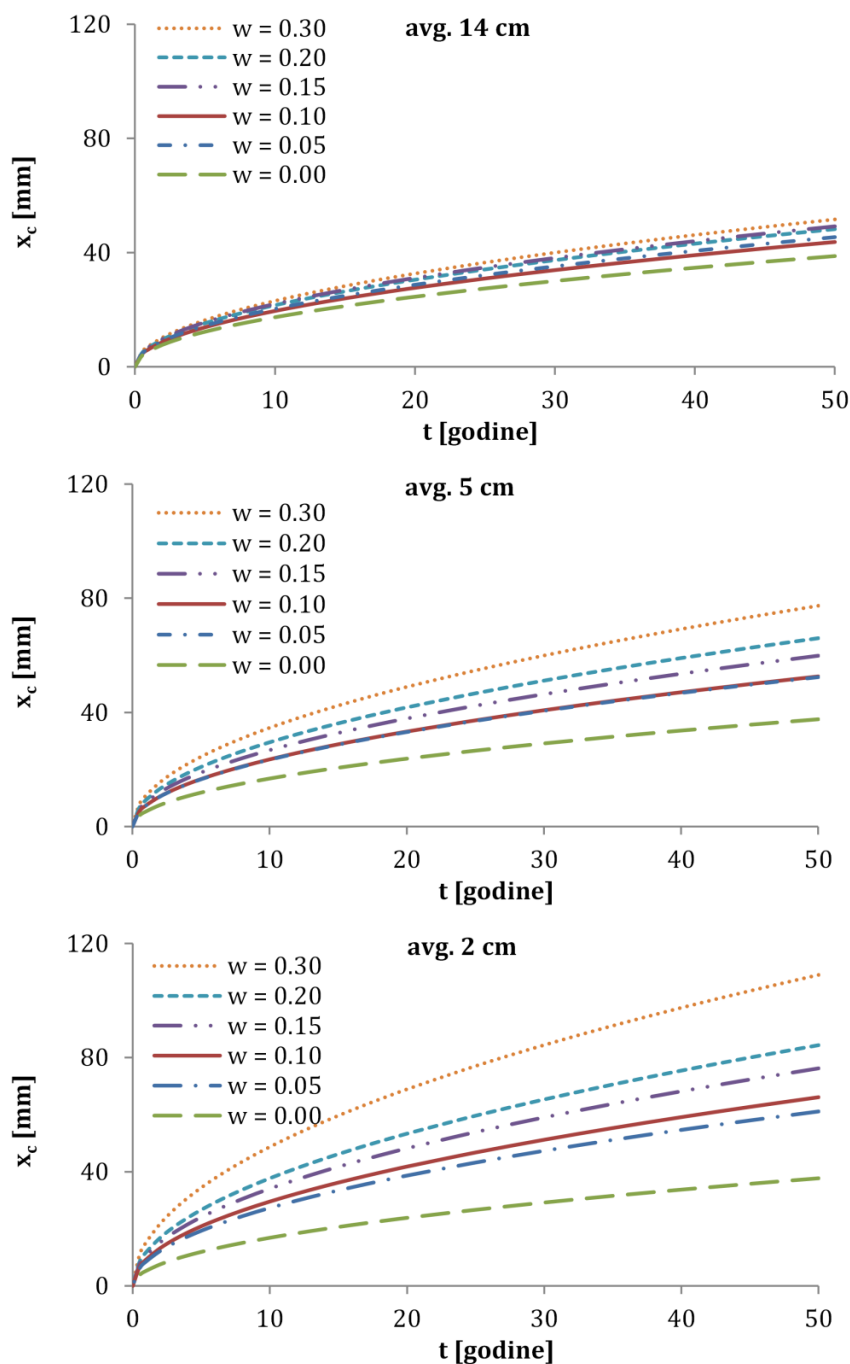 avg. 14 cm
x_c [mm]
120
80
40
0
w = 0.30
w = 0.20
w = 0.15
w = 0.10
w = 0.05
w = 0.00
0 10 20 30 40 50
t [godine]
avg. 5 cm
x_c [mm]
120
80
40
0
w = 0.30
w = 0.20
w = 0.15
w = 0.10
w = 0.05
w = 0.00
0 10 20 30 40 50
t [godine]
avg. 2 cm
x_c [mm]
120
80
40
0
w = 0.30
w = 0.20
w = 0.15
w = 0.10
w = 0.05
w = 0.00
0 10 20 30 40 50
t [godine]